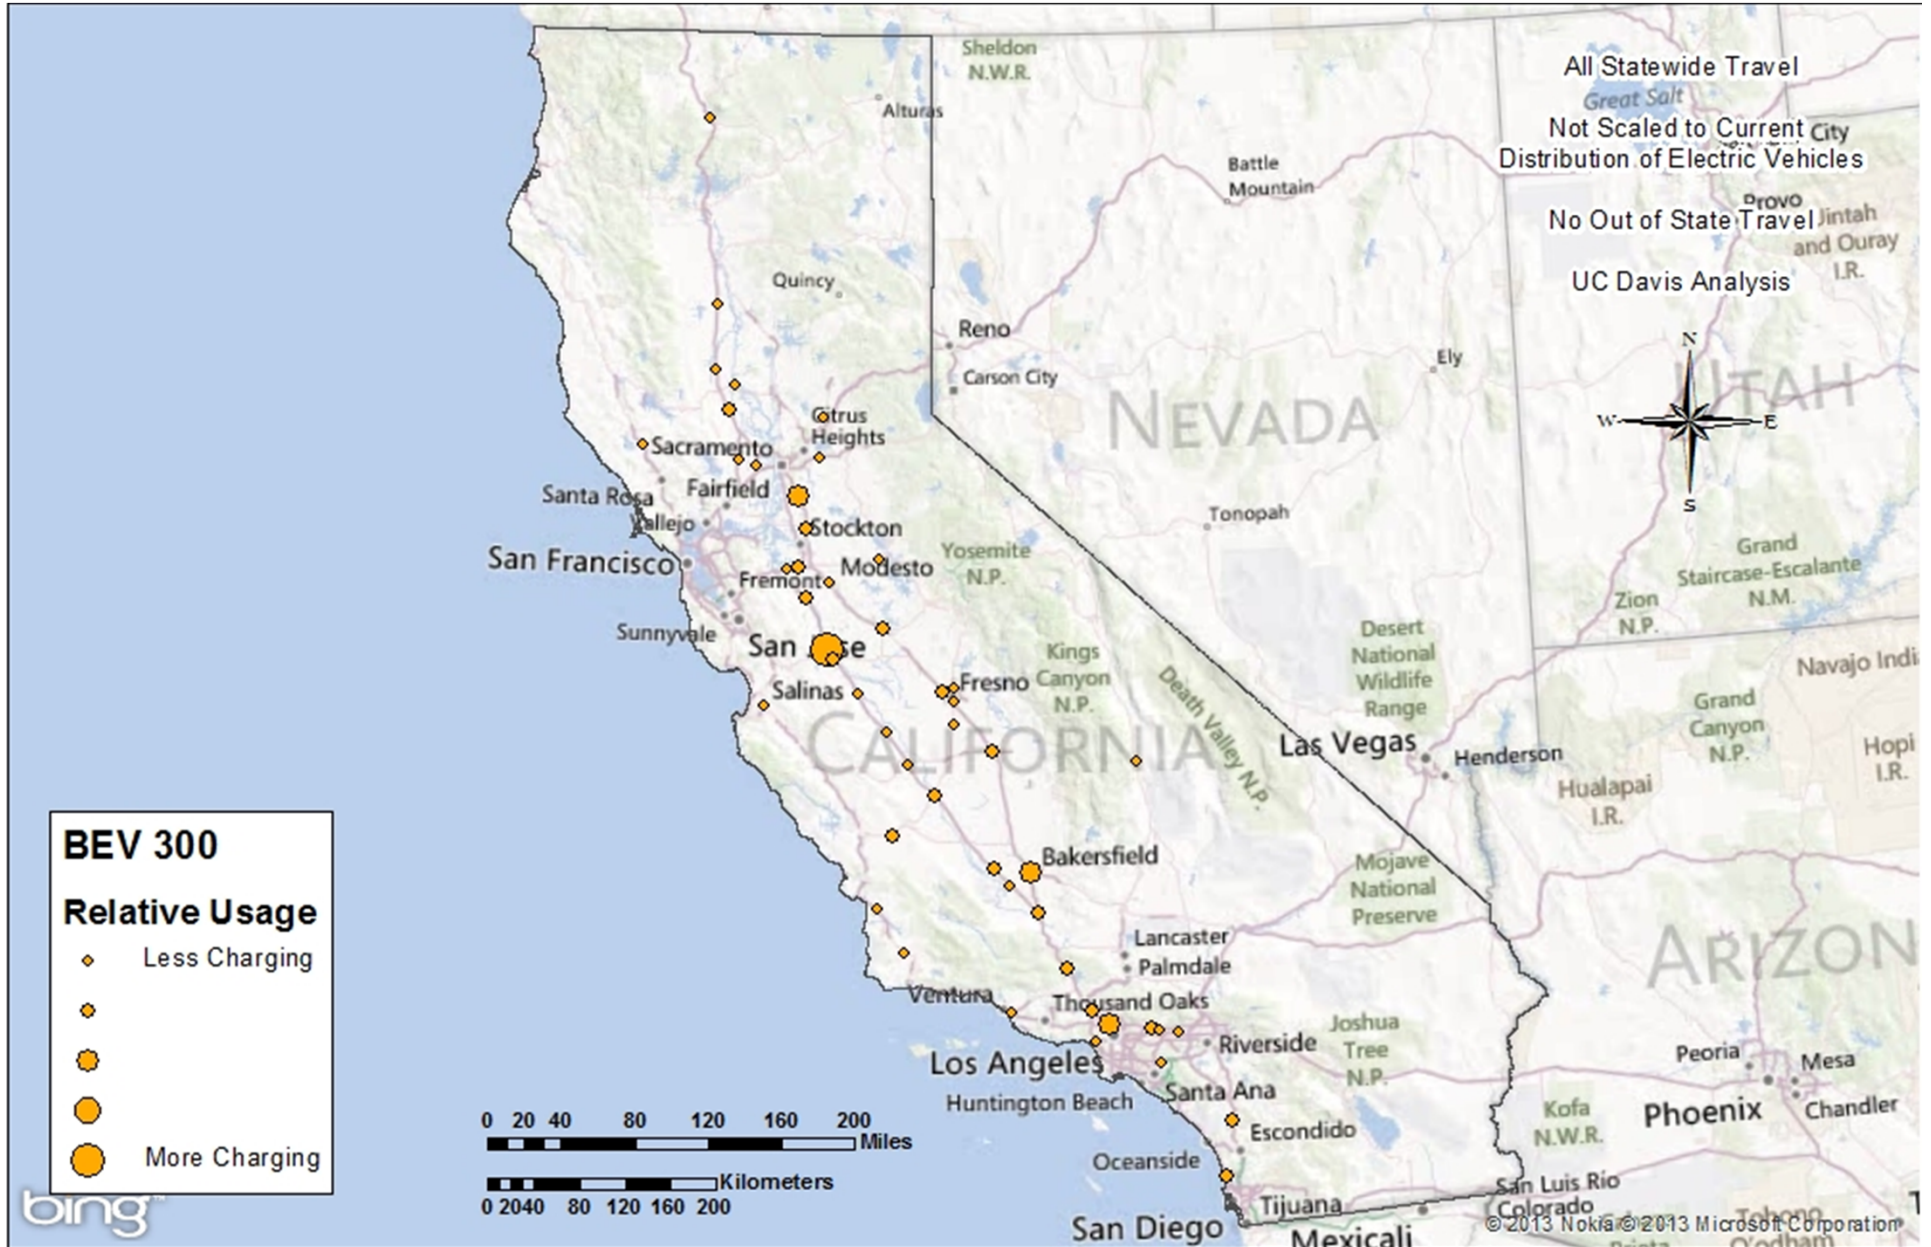 Sheldon
N.W.R.
Alturas
All Statewide Travel
Great Salt
Not Scaled to Current
City
Distribution of Electric Vehicles
Battle
Mountain
Provo
No Out of State Travel
Jintah
and Ouray
I.R.
UC Davis Analysis
Quincy
Reno
Carson City
Ely
N
W
E
S
UTAH
NEVADA
Citrus
Heights
Sacramento
Santa Rosa
Fairfield
Vallejo
Stockton
Tonopah
San Francisco
Modesto
Fremont
Yosemite
N.P.
Grand
Staircase-Escalante
N.M.
Zion
N.P.
Sunnyvale
San Jose
Kings
Canyon
N.P.
Desert
National
Wildlife
Range
Navajo Indi
Salinas
Fresno
Death Valley N.P.
Grand
Canyon
N.P.
CALIFORNIA
Las Vegas
Henderson
Hopi
I.R.
Hualapai
I.R.
Bakersfield
Mojave
National
Preserve
BEV 300
Relative Usage
Less Charging
More Charging
Lancaster
Palmdale
ARIZON
Ventura
Thousand Oaks
Los Angeles
Riverside
Joshua
Tree
N.P.
Huntington Beach
Santa Ana
Peoria
Mesa
Phoenix
Chandler
Kofa
N.W.R.
Escondido
Oceanside
0 20 40 80 120 160 200
Miles
Kilometers
0 2040 80 120 160 200
San Diego
Tijuana
Mexicali
San Luis Rio
Colorado
Tohono
O'odham
bing
© 2013 Nokia © 2013 Microsoft Corporation